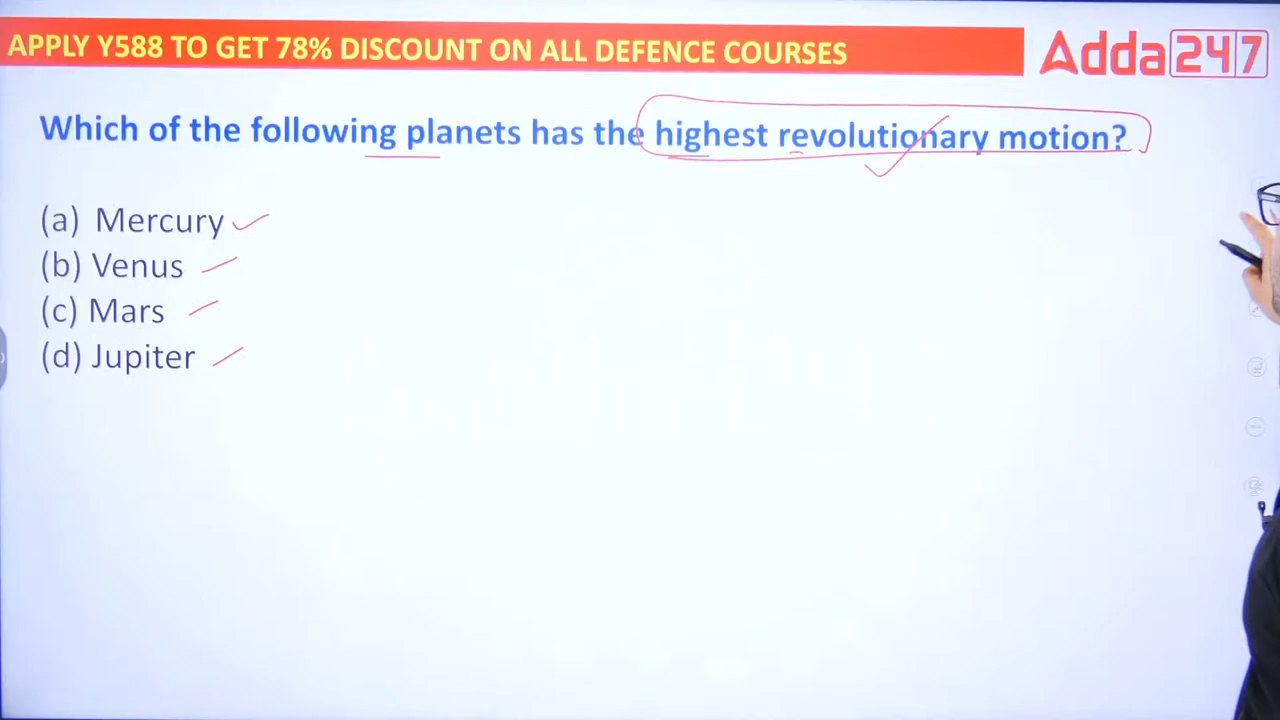 APPLY Y588 TO GET 78% DISCOUNT ON ALL DEFENCE COURSES
Adda247
Which of the following planets has the highest revolutionary motion?
(a) Mercury
(b) Venus
(c) Mars
(d) Jupiter